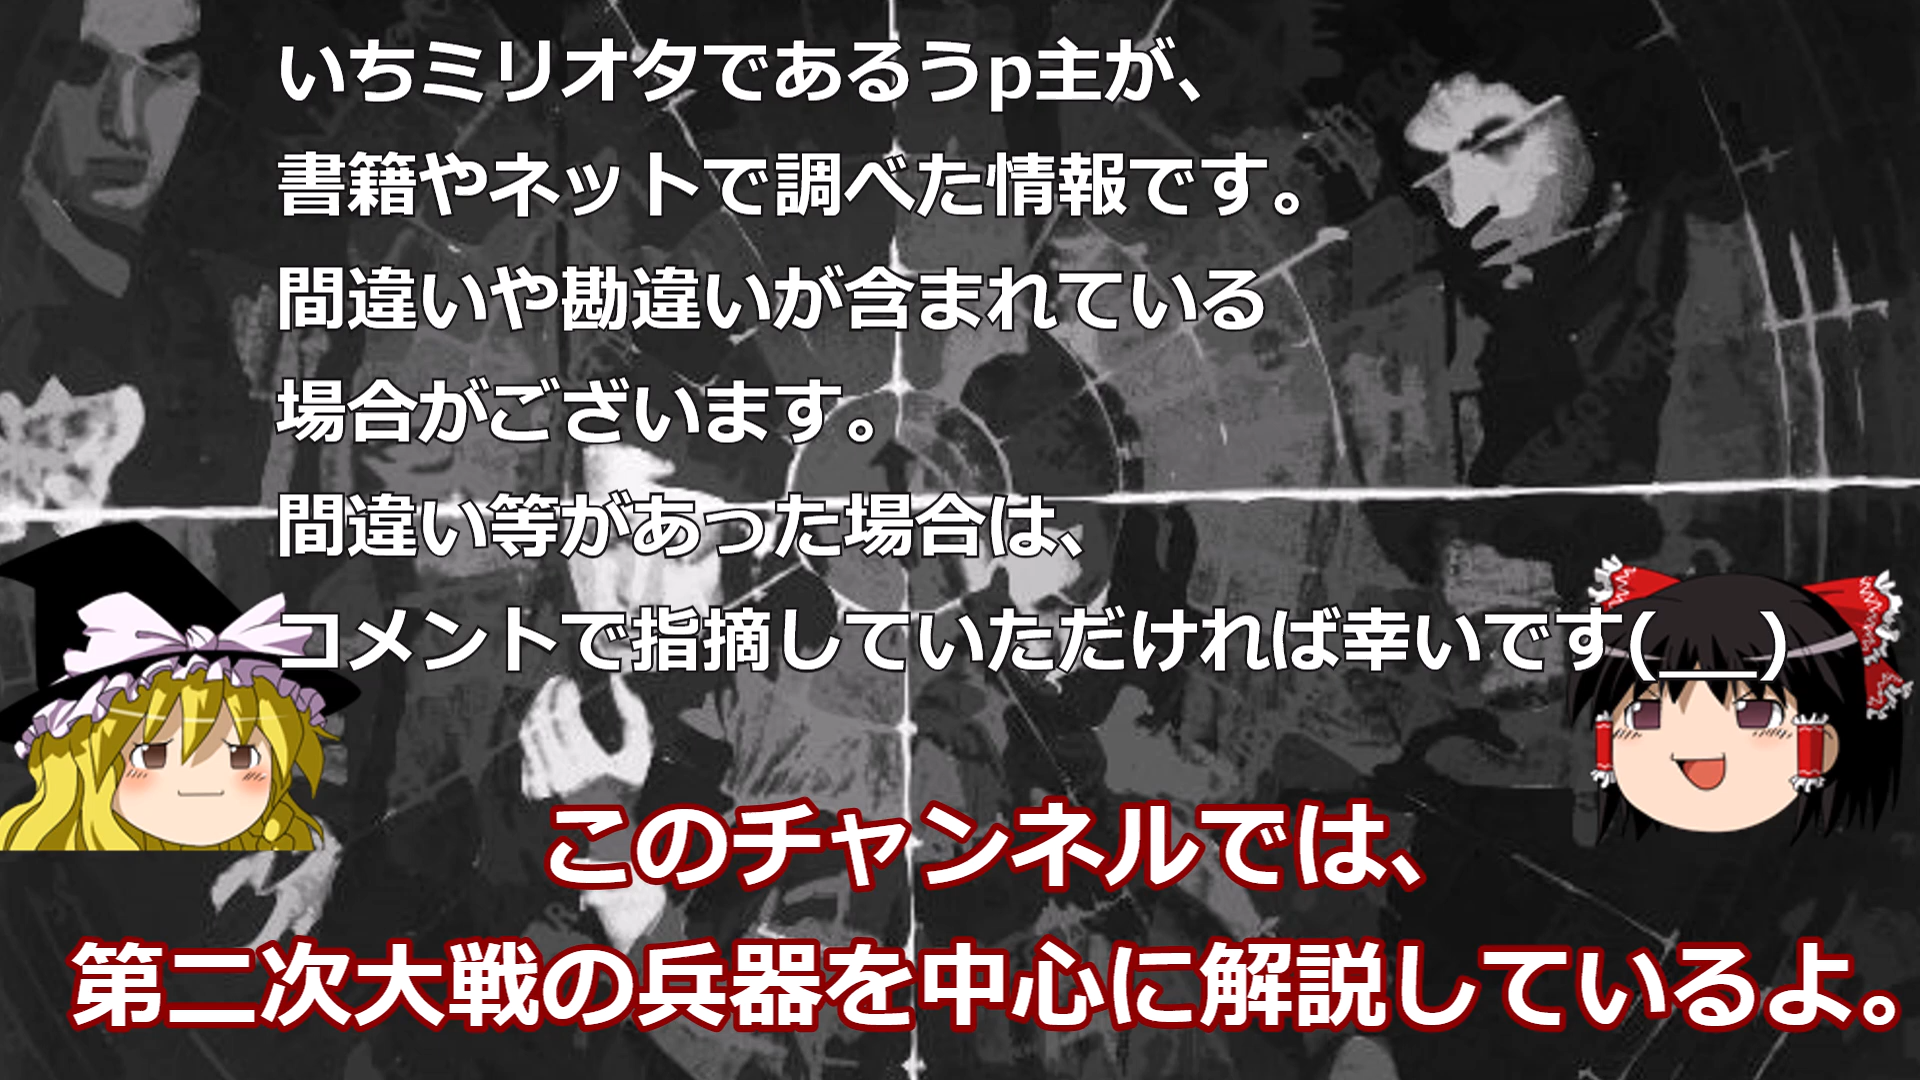 いちミリオタであるうp主が、
書籍やネットで調べた情報です。
間違いや勘違いが含まれている
場合がございます。
間違い等があった場合は、
コメントで指摘していただければ幸いです(__)
このチャンネルでは、
第二次大戦の兵器を中心に解説しているよ。